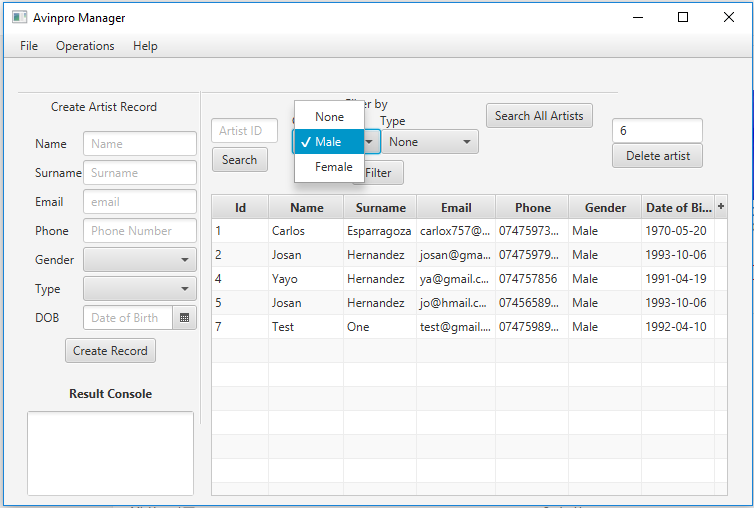 Avinpro Manager
File Operations Help
Create Artist Record
Name Name
Surname Surname
Email email
Phone Phone Number
Gender
Type
DOB Date of Birth
Create Record
Result Console
Artist ID
Search
None
Male
Female
by
Type
None
Filter
Search All Artists
6
Delete artist
Id Name Surname Email Phone Gender Date of Bi... +
1 Carlos Esparragoza carlox757@... 07475973... Male 1970-05-20
2 Josan Hernandez josan@gma... 07475979... Male 1993-10-06
4 Yayo Hernandez ya@gmail.c... 074757856 Male 1991-04-19
5 Josan Hernandez jo@hmail.c... 07456589... Male 1993-10-06
7 Test One test@gmail.... 07475989... Male 1992-04-10